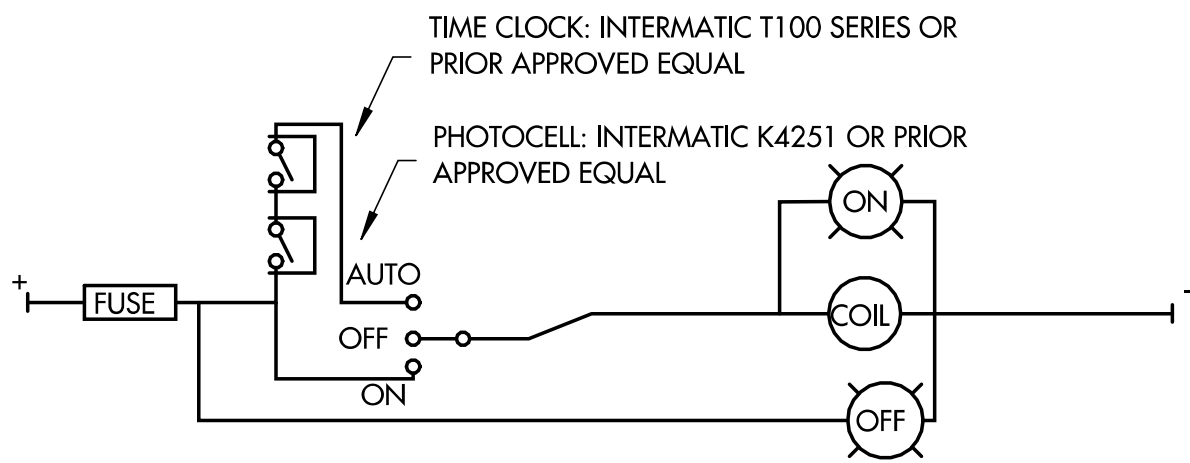 TIME CLOCK: INTERMATIC T100 SERIES OR
PRIOR APPROVED EQUAL
PHOTOCELL: INTERMATIC K4251 OR PRIOR
APPROVED EQUAL
ON
AUTO
+
-
FUSE
COIL
OFF
ON
OFF